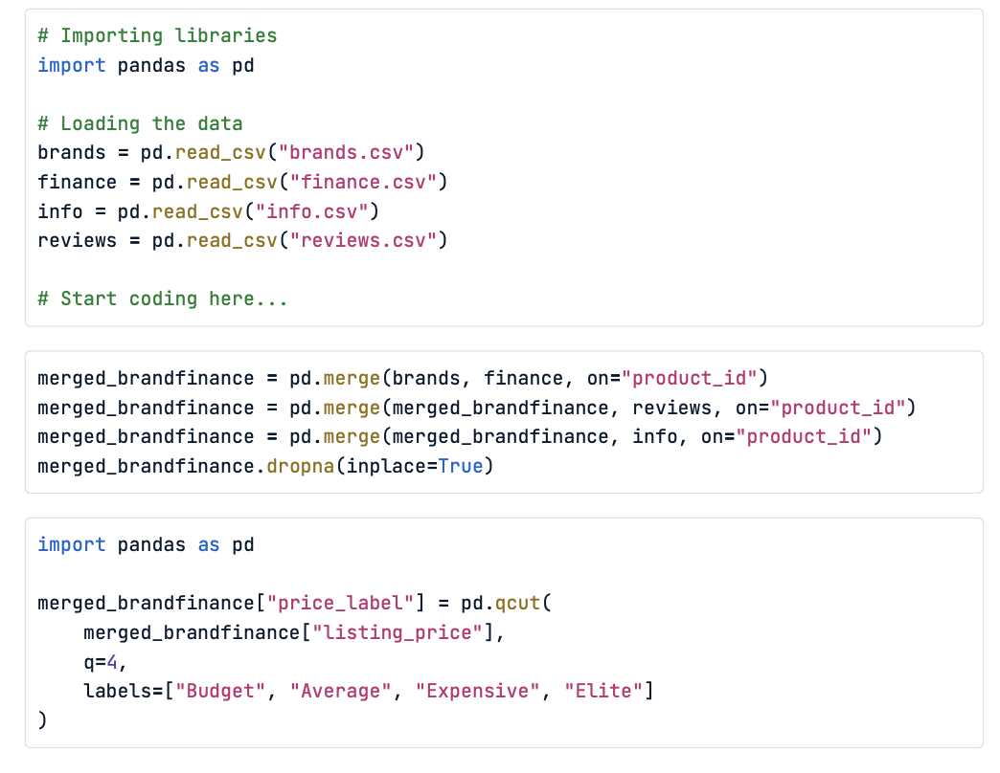 # Importing libraries
import pandas as pd
# Loading the data
brands = pd.read_csv("brands.csv")
finance = pd.read_csv("finance.csv")
info = pd.read_csv("info.csv")
reviews = pd.read_csv("reviews.csv")
# Start coding here...
merged_brandfinance = pd.merge(brands, finance, on="product_id")
merged_brandfinance = pd.merge(merged_brandfinance, reviews, on="product_id")
merged_brandfinance = pd.merge(merged_brandfinance, info, on="product_id")
merged_brandfinance.dropna(inplace=True)
import pandas as pd
merged_brandfinance["price_label"] = pd.qcut(
    merged_brandfinance["listing_price"],
    q=4,
    labels=["Budget", "Average", "Expensive", "Elite"]
)